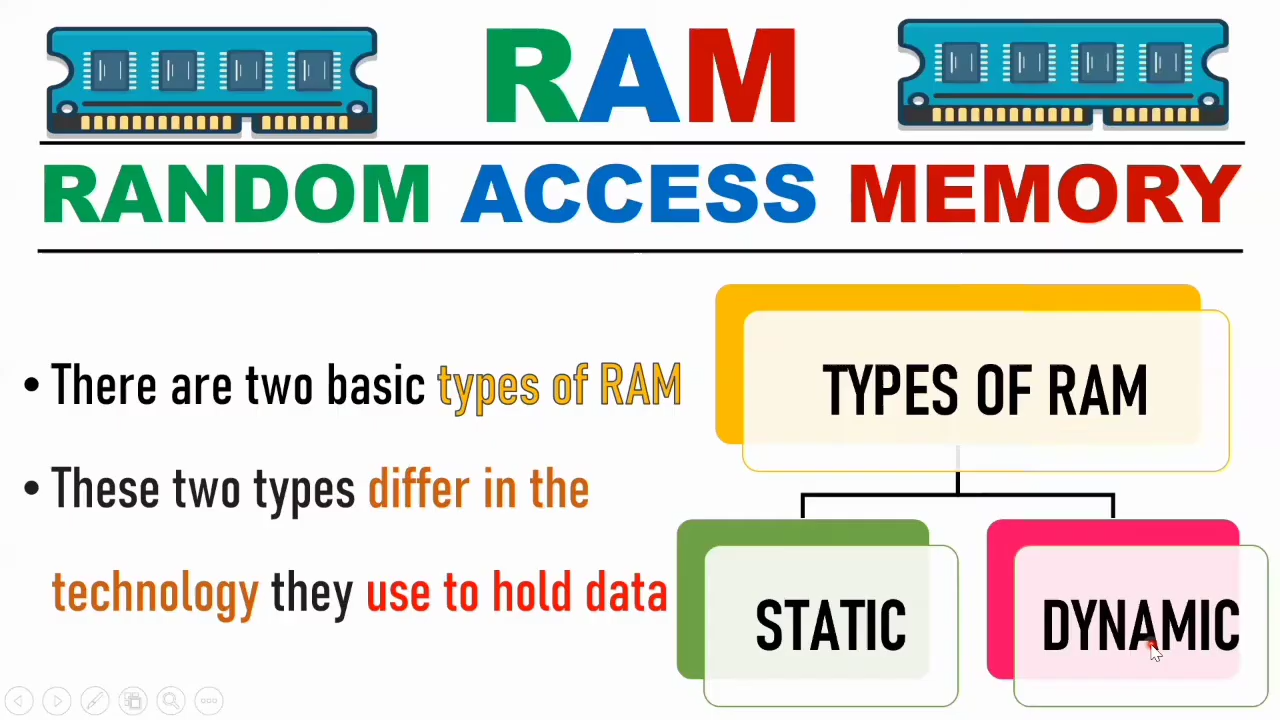 RAM
RANDOM ACCESS MEMORY
• There are two basic types of RAM
• These two types differ in the
technology they use to hold data
TYPES OF RAM
STATIC
DYNAMIC